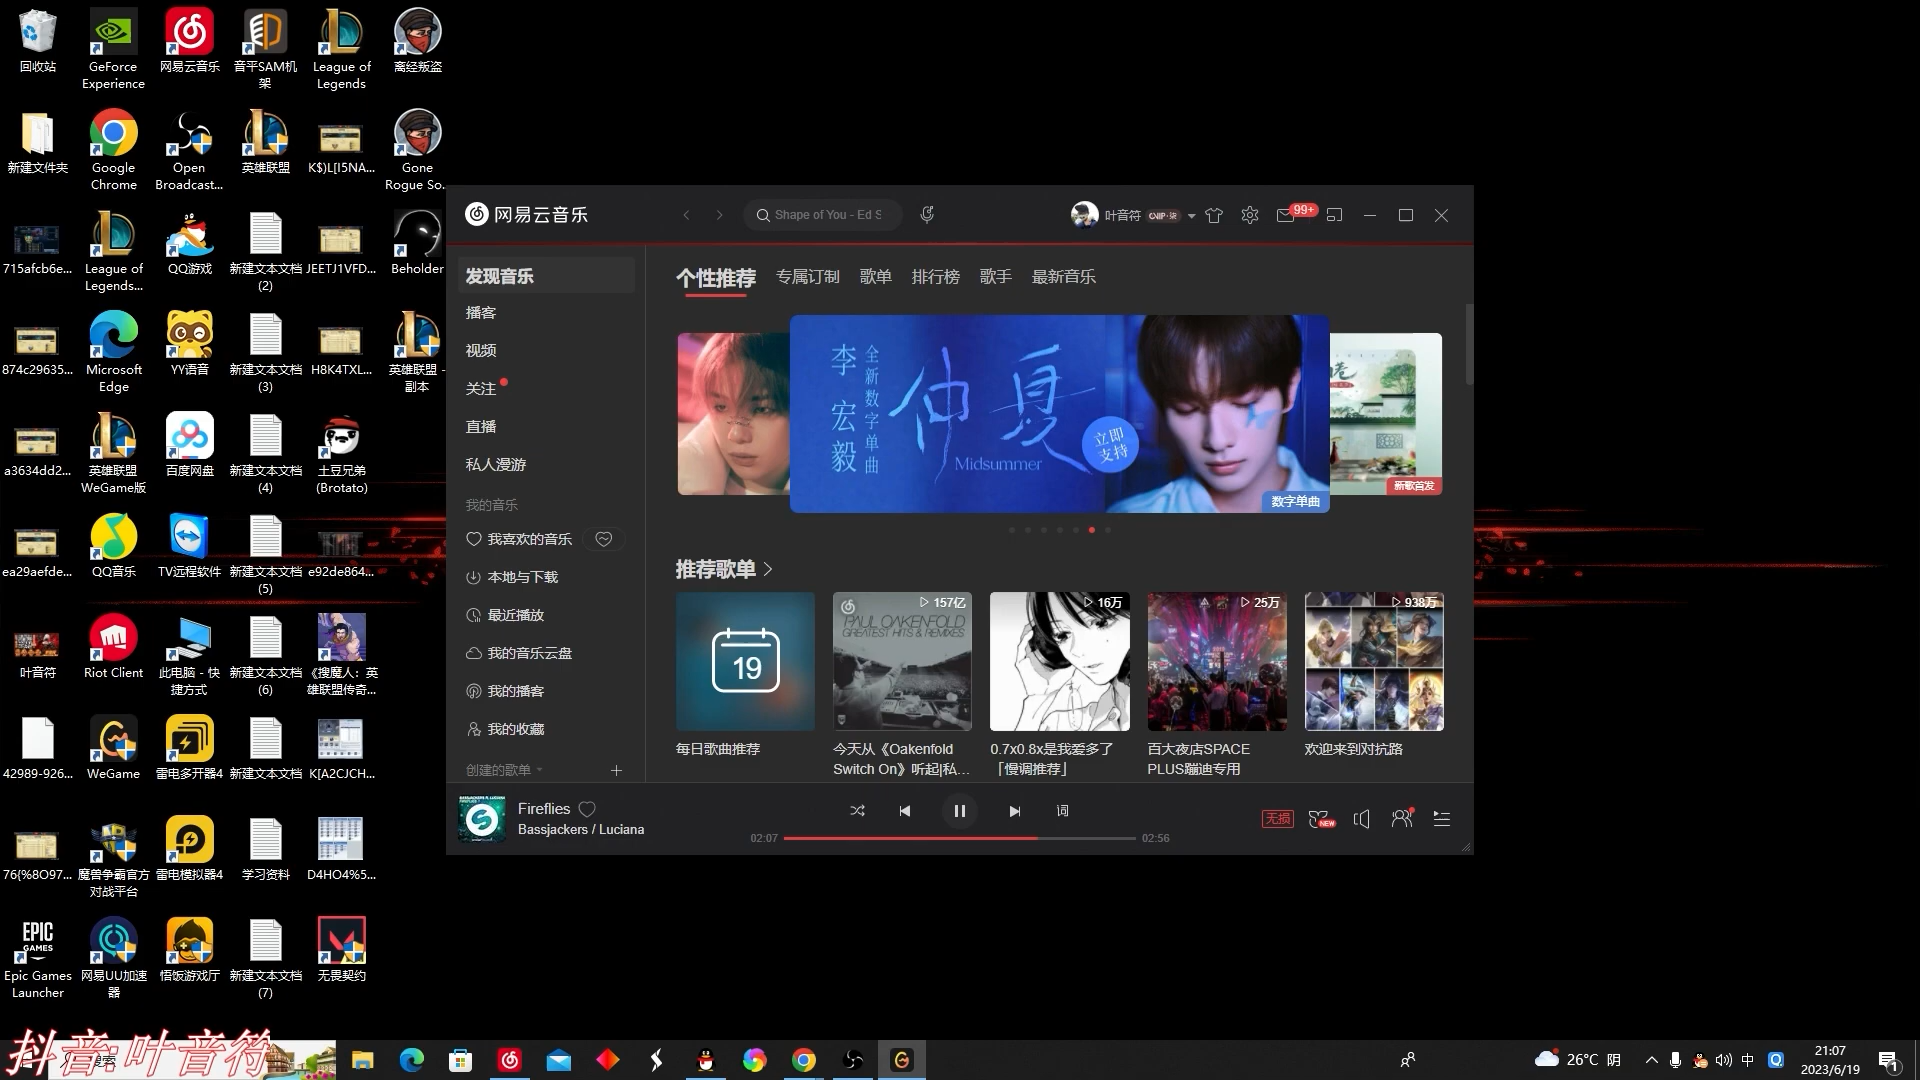 回收站
GeForce
Experience
网易云音乐
音平SAM机
架
League of
Legends
离经叛盗
新建文件夹
Google
Chrome
Open
Broadcast...
英雄联盟
K$)L[I5NA...
Gone
Rogue So...
715afcb6e...
League of
Legends...
QQ游戏
新建文本文档
(2)
JEETJ1VFD...
Beholder
874c29635...
Microsoft
Edge
YY语音
新建文本文档
(3)
H8K4TXL...
英雄联盟 -
副本
a3634dd2...
英雄联盟
WeGame版
百度网盘
新建文本文档
(4)
土豆兄弟
(Brotato)
ea29aefde...
QQ音乐
TV远程软件
新建文本文档
(5)
e92de864...
叶音符
Riot Client
此电脑 - 快
捷方式
新建文本文档
(6)
《搜魔人：英
雄联盟传奇...
42989-926...
WeGame
雷电多开器4
新建文本文档
K[A2CJCH...
76(%8O97...
魔兽争霸官方
对战平台
雷电模拟器4
学习资料
D4HO4%5...
EPIC
GAMES
Epic Games
Launcher
网易UU加速
器
悟饭游戏厅
新建文本文档
(7)
无畏契约
网易云音乐
Shape of You - Ed S
叶音符
99+
发现音乐
播客
视频
关注
直播
私人漫游
我的音乐
我喜欢的音乐
本地与下载
最近播放
我的音乐云盘
我的播客
我的收藏
创建的歌单
个性推荐 专属订制 歌单 排行榜 歌手 最新音乐
李宏毅
全新数字单曲
仲夏
Midsummer
立即
支持
数字单曲
新歌首发
推荐歌单
19
每日歌曲推荐
157亿
PAUL OAKENFOLD
GREATEST HITS & REMIXES
今天从《Oakenfold
Switch On》听起|私...
16万
0.7x0.8x是我爱多了
「慢调推荐」
25万
百大夜店SPACE
PLUS蹦迪专用
938万
欢迎来到对抗路
Fireflies
Bassjackers / Luciana
词
02:07
02:56
无损
NEW
抖音:叶音符
搜索
26°C 阴
中
21:07
2023/6/19
1